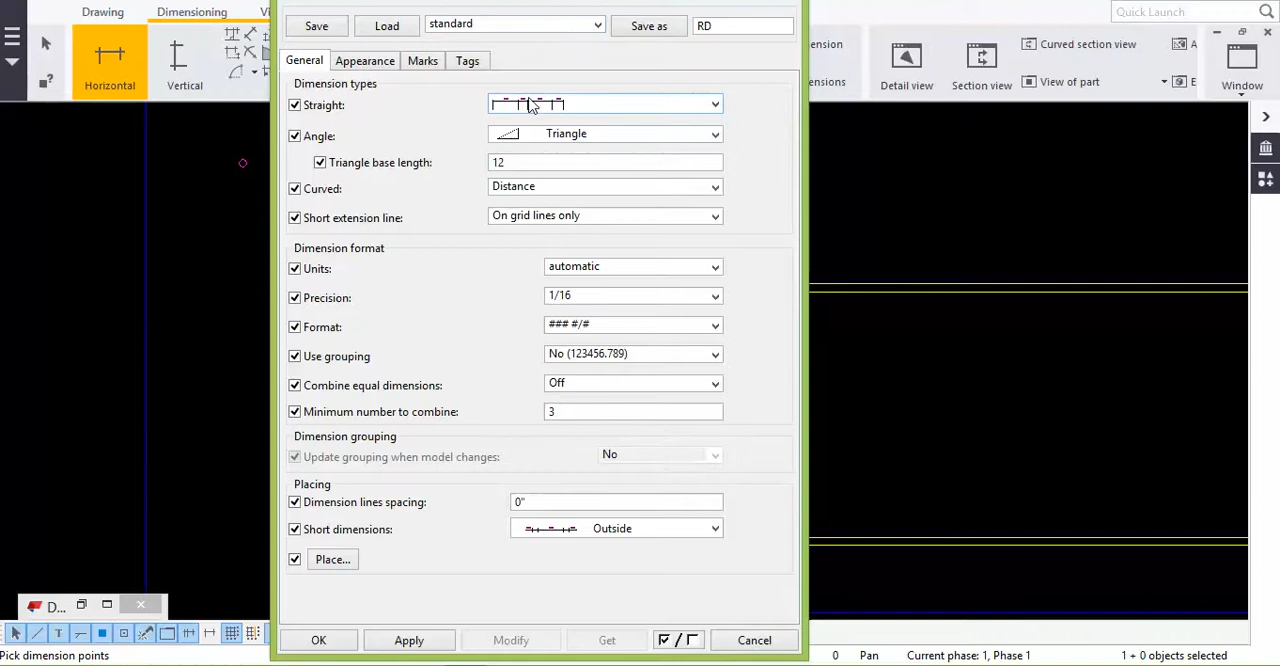 Drawing
Dimensioning
Vi
Quick Launch
Save
Load
standard
Save as
RD
General
Appearance
Marks
Tags
Horizontal
Vertical
nension
ensions
Detail view
Section view
Curved section view
View of part
A
E
Window
Dimension types
Straight:
Angle:
Triangle
Triangle base length:
12
Curved:
Distance
Short extension line:
On grid lines only
Dimension format
Units:
automatic
Precision:
1/16
Format:
### #/#
Use grouping
No (123456.789)
Combine equal dimensions:
Off
Minimum number to combine:
3
Dimension grouping
Update grouping when model changes:
No
Placing
Dimension lines spacing:
0"
Short dimensions:
Outside
Place...
D...
OK
Apply
Modify
Get
Cancel
Pick dimension points
0
Pan
Current phase: 1, Phase 1
1 + 0 objects selected